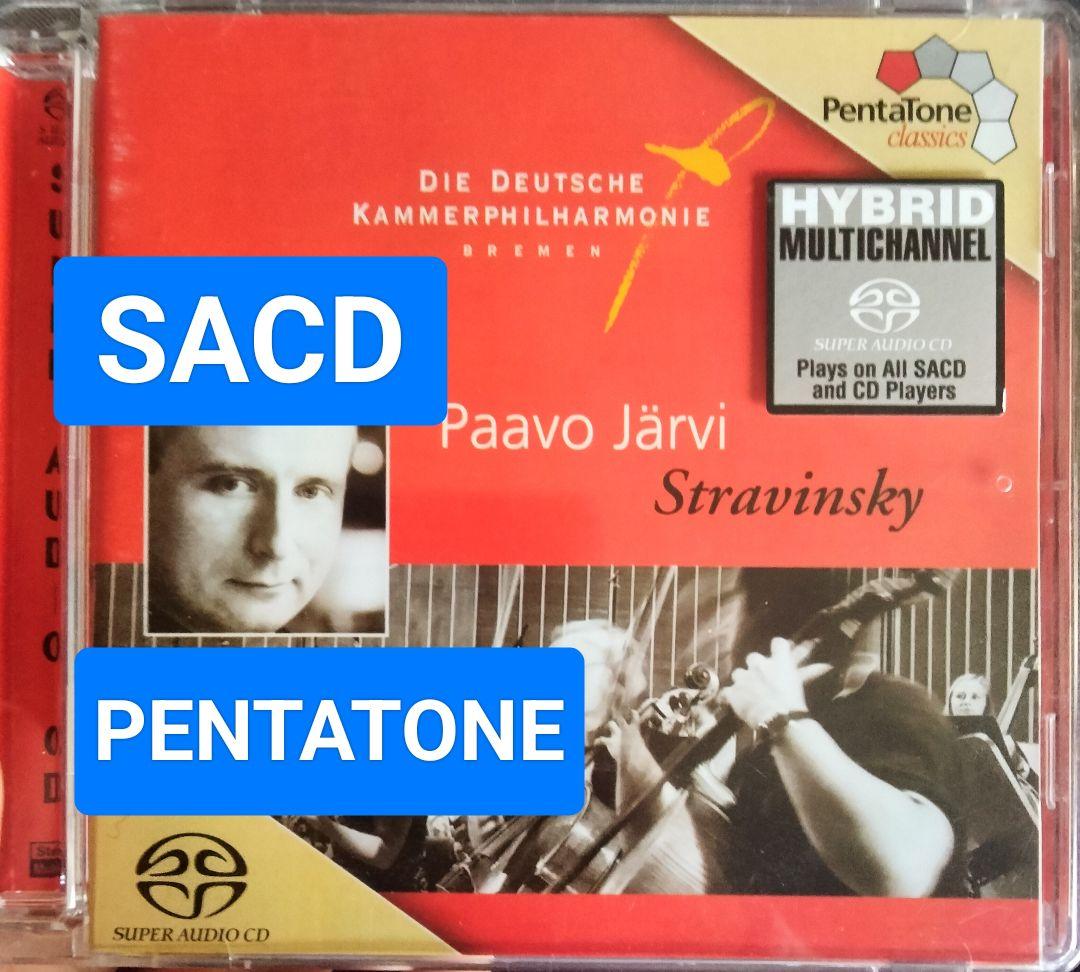 PentaTone
classics
DIE DEUTSCHE
KAMMERPHILHARMONIE
BREMEN
HYBRID
MULTICHANNEL
SUPER AUDIO CD
Plays on All SACD
and CD Players
SACD
Paavo Järvi
Stravinsky
PENTATONE
SUPER AUDIO CD